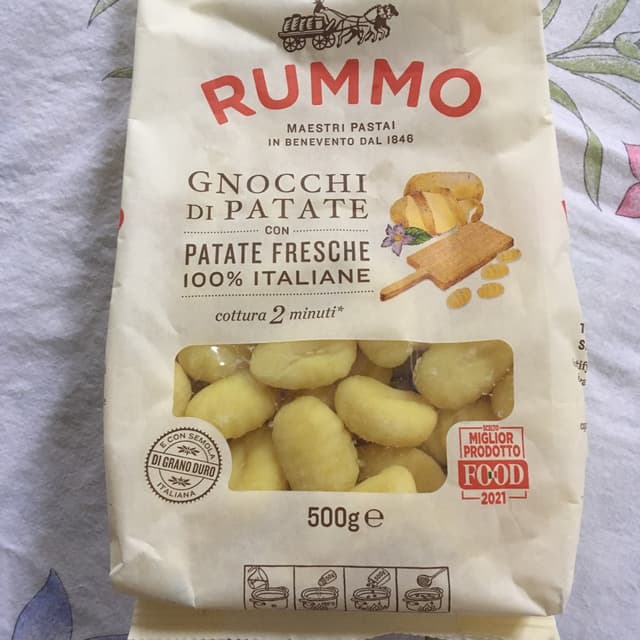 RUMMO
MAESTRI PASTAI
IN BENEVENTO DAL 1846
GNOCCHI
DI PATATE
CON
PATATE FRESCHE
100% ITALIANE
cottura 2 minuti*
E CON SEMOLA
DI GRANO DURO
ITALIANA
MIGLIOR
PRODOTTO
FOOD
2021
500g e